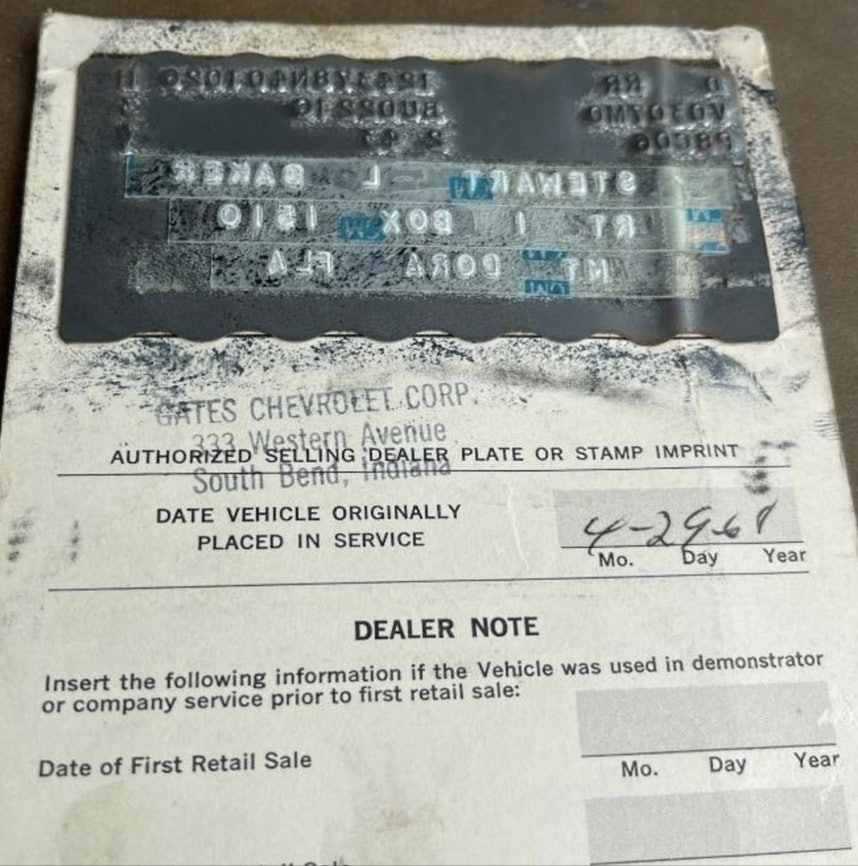 124378N401026
STEWART L BAKER
RT 1 BOX 1510
MT DORA FLA
GATES CHEVROLET CORP.
333 Western Avenue
South Bend, Indiana
AUTHORIZED SELLING DEALER PLATE OR STAMP IMPRINT
DATE VEHICLE ORIGINALLY
PLACED IN SERVICE
4-29-68
Mo. Day Year
DEALER NOTE
Insert the following information if the Vehicle was used in demonstrator
or company service prior to first retail sale:
Date of First Retail Sale
Mo. Day Year